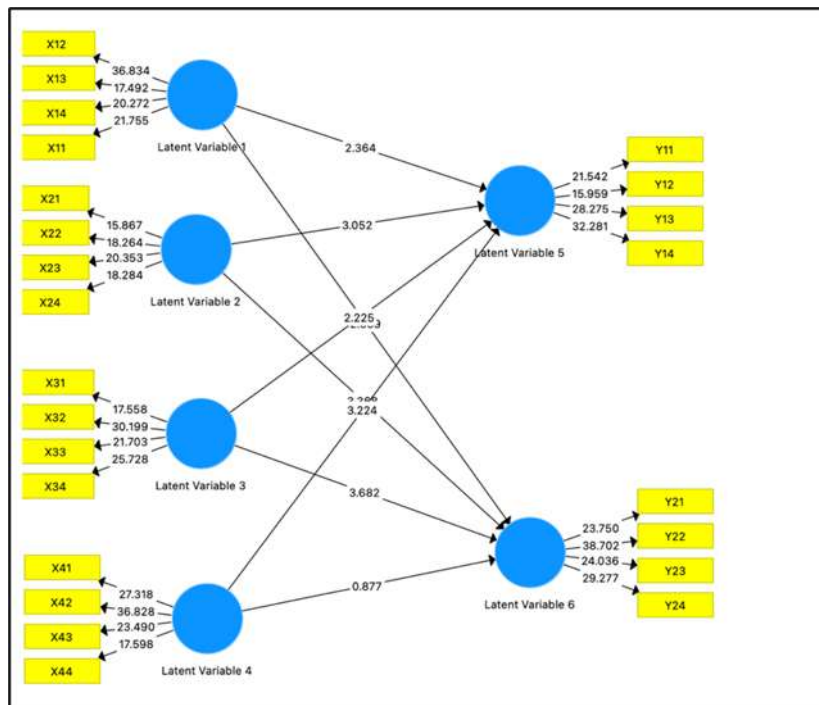 X12
36.834
X13
17.492
20.272
X14
21.755
X11
Latent Variable 1
2.364
X21
15.867
X22
18.264
X23
20.353
18.284
X24
Latent Variable 2
3.052
Y11
21.542
Y12
15.959
28.275
Y13
32.281
Y14
Latent Variable 5
2.225
X31
17.558
X32
30.199
X33
21.703
25.728
X34
Latent Variable 3
3.224
3.682
X41
27.318
X42
36.828
X43
23.490
17.598
X44
Latent Variable 4
0.877
Y21
23.750
Y22
38.702
24.036
Y23
29.277
Y24
Latent Variable 6